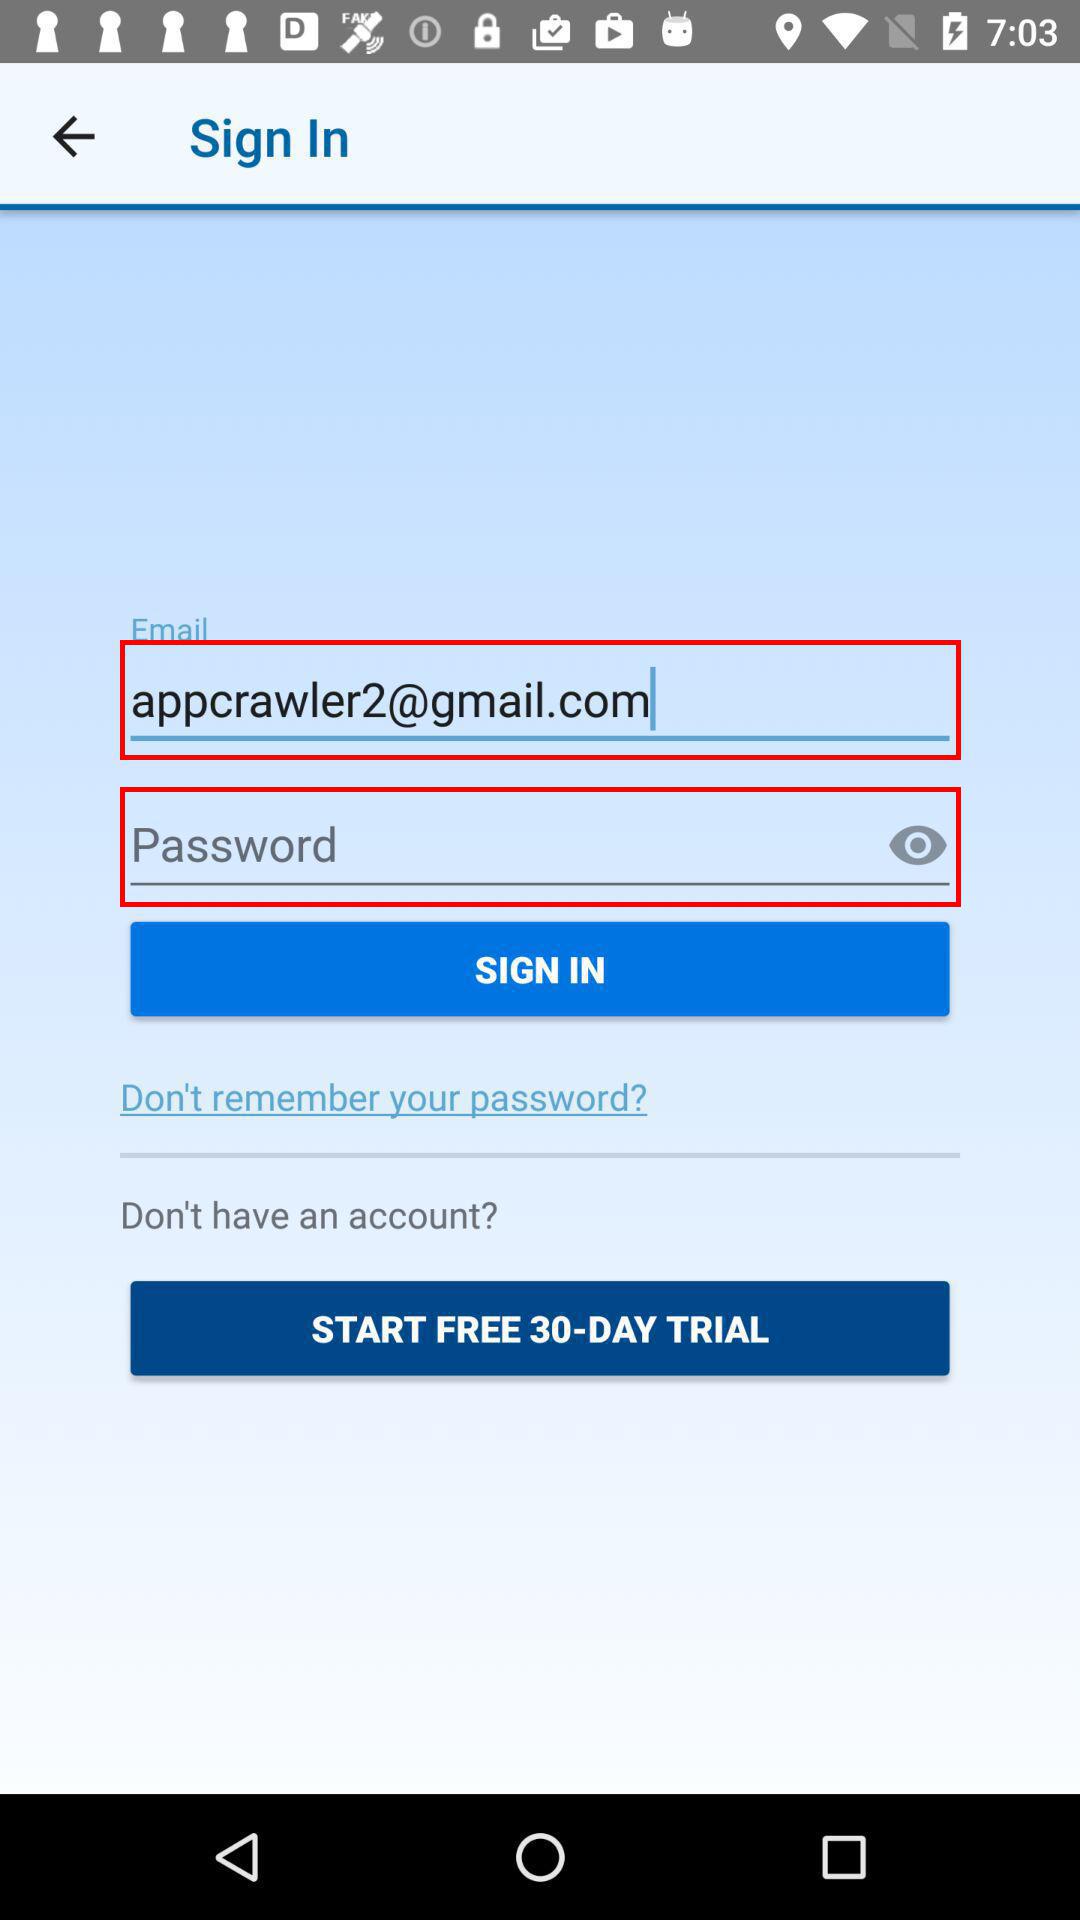 D FAKE 7:03
Sign In
Email
appcrawler2@gmail.com
Password
SIGN IN
Don't remember your password?
Don't have an account?
START FREE 30-DAY TRIAL